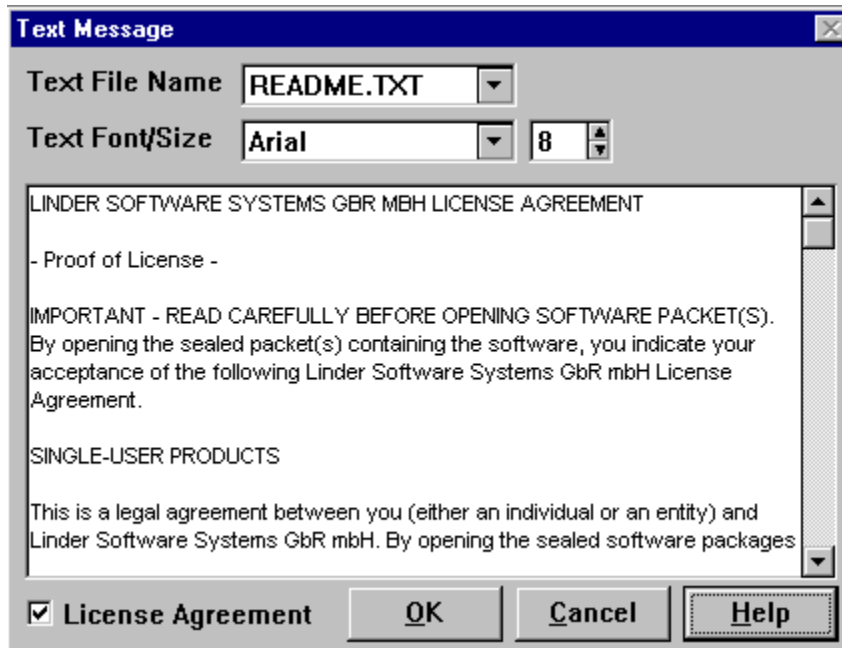 Text Message
Text File Name README.TXT
Text Font/Size Arial 8
LINDER SOFTWARE SYSTEMS GBR MBH LICENSE AGREEMENT
- Proof of License -
IMPORTANT - READ CAREFULLY BEFORE OPENING SOFTWARE PACKET(S).
By opening the sealed packet(s) containing the software, you indicate your
acceptance of the following Linder Software Systems GbR mbH License
Agreement.
SINGLE-USER PRODUCTS
This is a legal agreement between you (either an individual or an entity) and
Linder Software Systems GbR mbH. By opening the sealed software packages
License Agreement OK Cancel Help